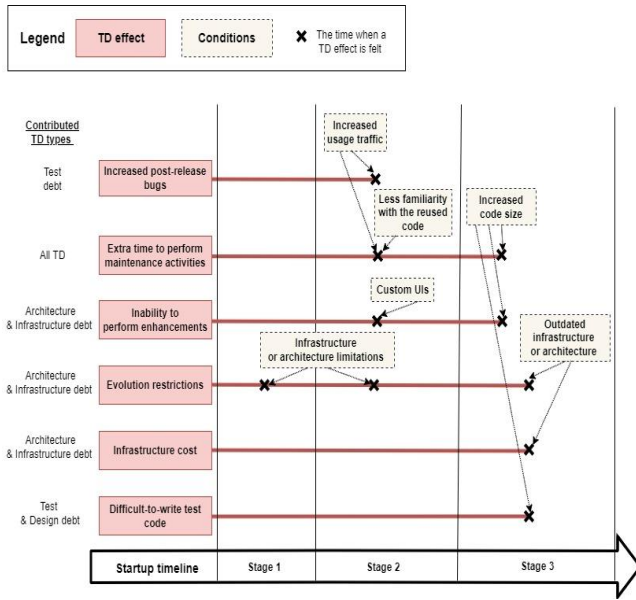 Legend
TD effect
Conditions
The time when a
TD effect is felt
Contributed
TD types
Increased
usage traffic
Test
debt
Increased post-release
bugs
Less familiarity
with the reused
code
Increased
code size
All TD
Extra time to perform
maintenance activities
Custom UIs
Architecture
& Infrastructure debt
Inability to
perform enhancements
Infrastructure
or architecture limitations
Outdated
infrastructure
or architecture
Architecture
& Infrastructure debt
Evolution restrictions
Architecture
& Infrastructure debt
Infrastructure cost
Test
& Design debt
Difficult-to-write test
code
Startup timeline
Stage 1
Stage 2
Stage 3